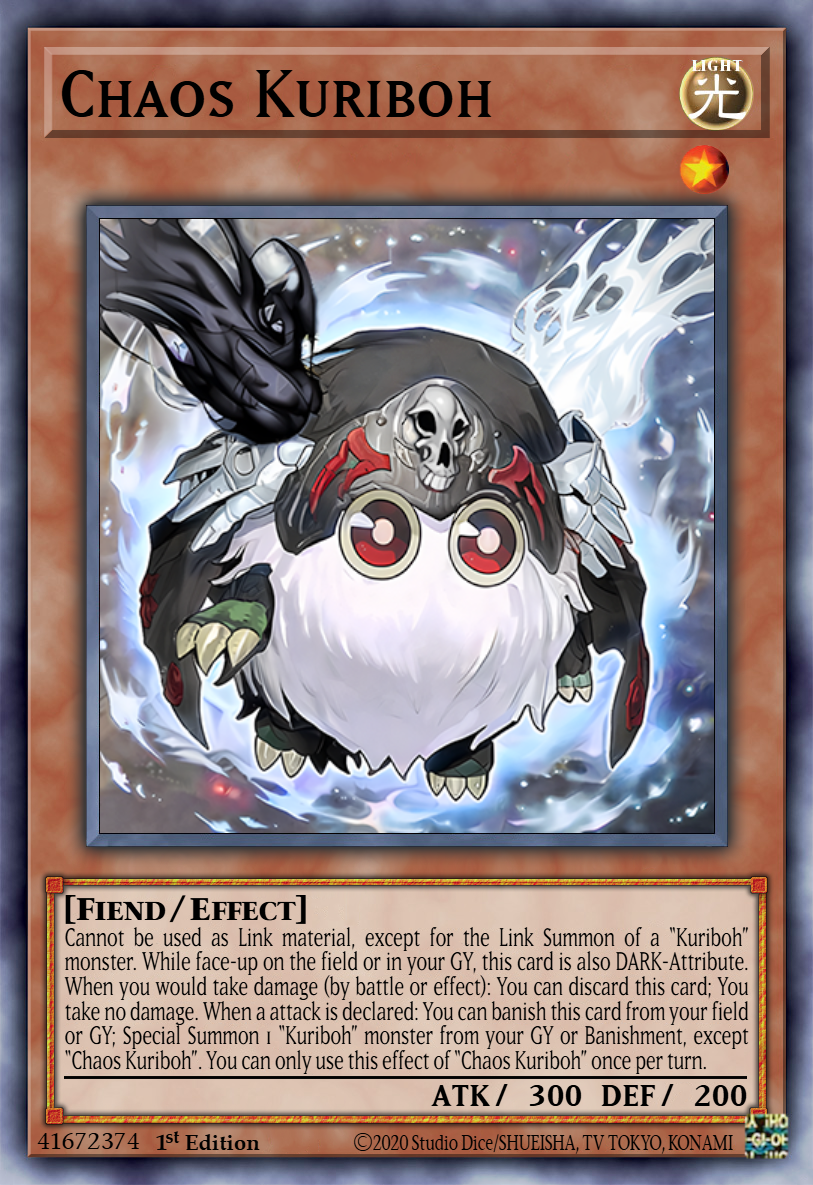 Chaos Kuriboh
LIGHT
光
[Fiend/Effect]
Cannot be used as Link material, except for the Link Summon of a "Kuriboh"
monster. While face-up on the field or in your GY, this card is also DARK-Attribute.
When you would take damage (by battle or effect): You can discard this card; You
take no damage. When a attack is declared: You can banish this card from your field
or GY; Special Summon 1 "Kuriboh" monster from your GY or Banishment, except
"Chaos Kuriboh". You can only use this effect of "Chaos Kuriboh" once per turn.
ATK/ 300 DEF/ 200
41672374 1st Edition ©2020 Studio Dice/SHUEISHA, TV TOKYO, KONAMI